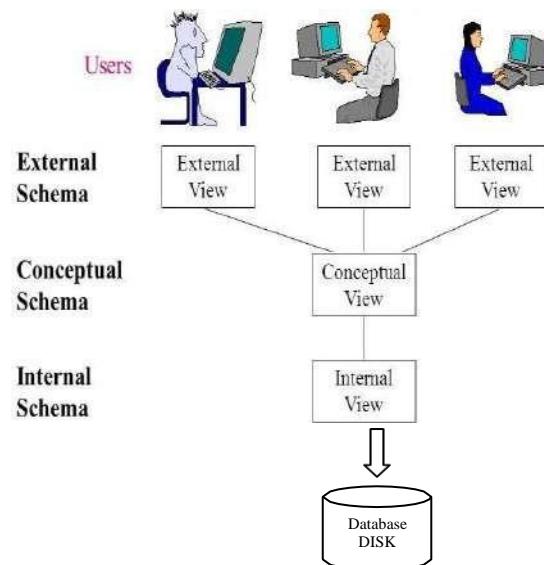 Users
External
Schema
External
View
External
View
External
View
Conceptual
Schema
Conceptual
View
Internal
Schema
Internal
View
Database
DISK